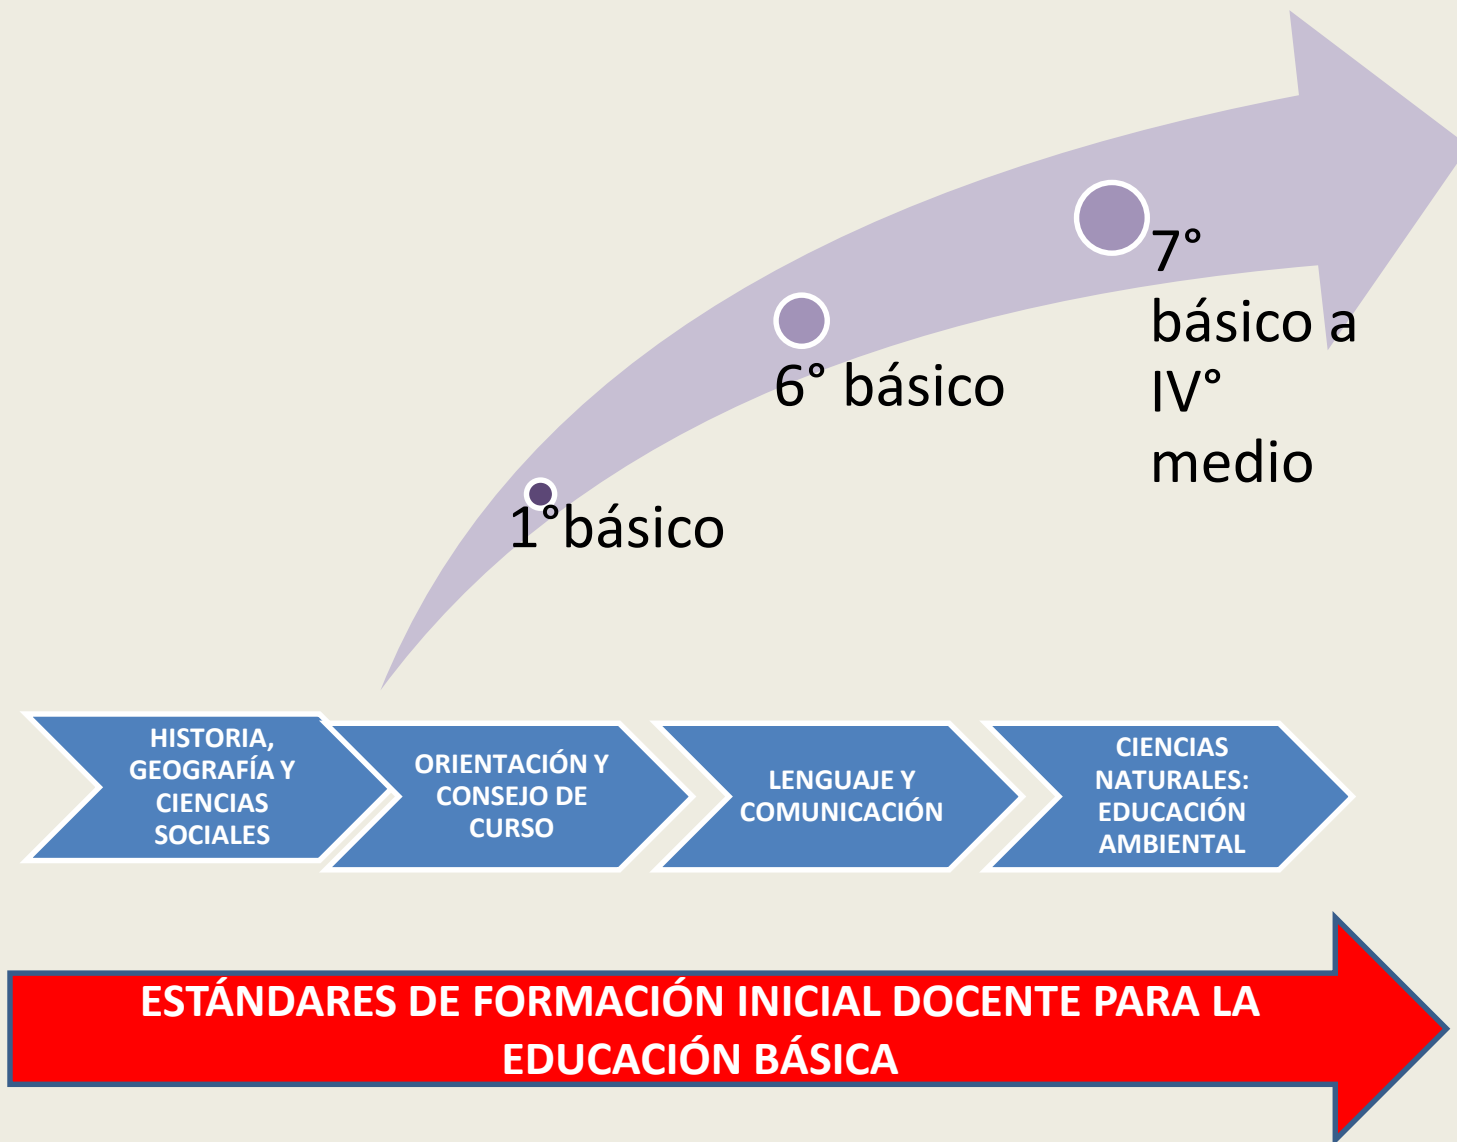 7°
básico a
IV°
medio
6° básico
1°básico
HISTORIA,
GEOGRAFÍA Y
CIENCIAS
SOCIALES
ORIENTACIÓN Y
CONSEJO DE
CURSO
LENGUAJE Y
COMUNICACIÓN
CIENCIAS
NATURALES:
EDUCACIÓN
AMBIENTAL
ESTÁNDARES DE FORMACIÓN INICIAL DOCENTE PARA LA
EDUCACIÓN BÁSICA